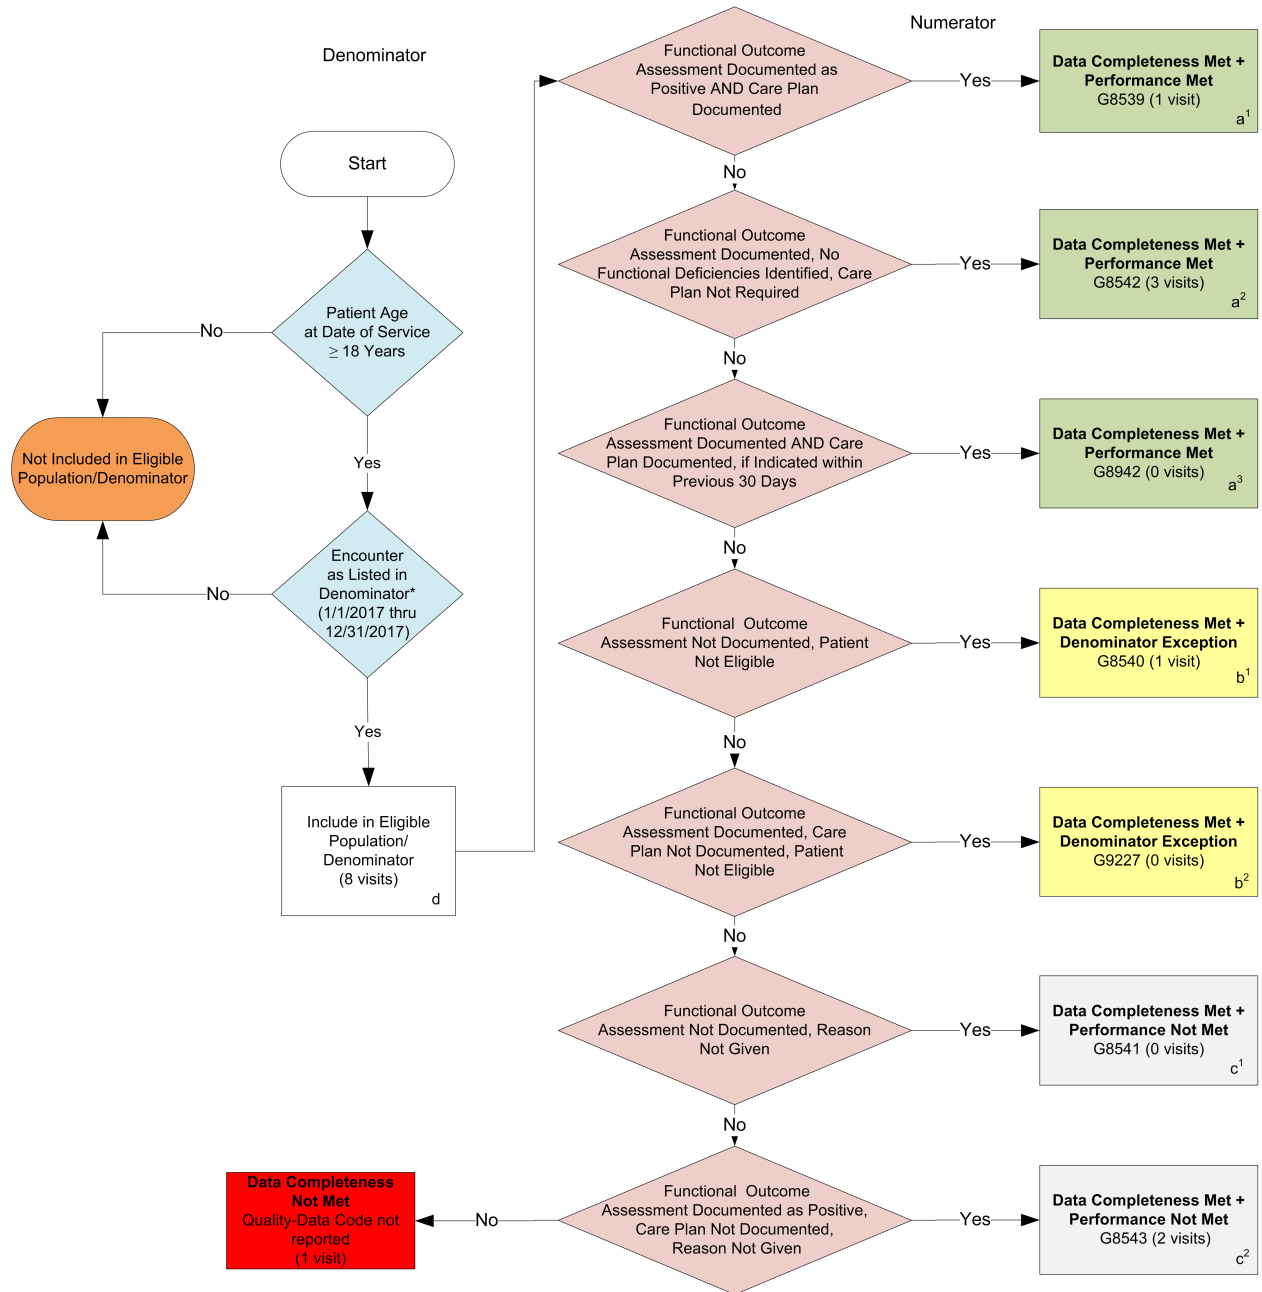 Denominator
Numerator
Start
Patient Age
at Date of Service
≥ 18 Years
No
Not Included in Eligible
Population/Denominator
Yes
Encounter
as Listed in
Denominator*
(1/1/2017 thru
12/31/2017)
No
Yes
Include in Eligible
Population/
Denominator
(8 visits)
d
Functional Outcome
Assessment Documented as
Positive AND Care Plan
Documented
Yes
Data Completeness Met +
Performance Met
G8539 (1 visit)
a¹
No
Functional Outcome
Assessment Documented, No
Functional Deficiencies Identified, Care
Plan Not Required
Yes
Data Completeness Met +
Performance Met
G8542 (3 visits)
a²
No
Functional Outcome
Assessment Documented AND Care
Plan Documented, if Indicated within
Previous 30 Days
Yes
Data Completeness Met +
Performance Met
G8942 (0 visits)
a³
No
Functional Outcome
Assessment Not Documented, Patient
Not Eligible
Yes
Data Completeness Met +
Denominator Exception
G8540 (1 visit)
b¹
No
Functional Outcome
Assessment Documented, Care
Plan Not Documented, Patient
Not Eligible
Yes
Data Completeness Met +
Denominator Exception
G9227 (0 visits)
b²
No
Functional Outcome
Assessment Not Documented, Reason
Not Given
Yes
Data Completeness Met +
Performance Not Met
G8541 (0 visits)
c¹
No
Functional Outcome
Assessment Documented as Positive,
Care Plan Not Documented,
Reason Not Given
Yes
Data Completeness Met +
Performance Not Met
G8543 (2 visits)
c²
No
Data Completeness
Not Met
Quality-Data Code not
reported
(1 visit)